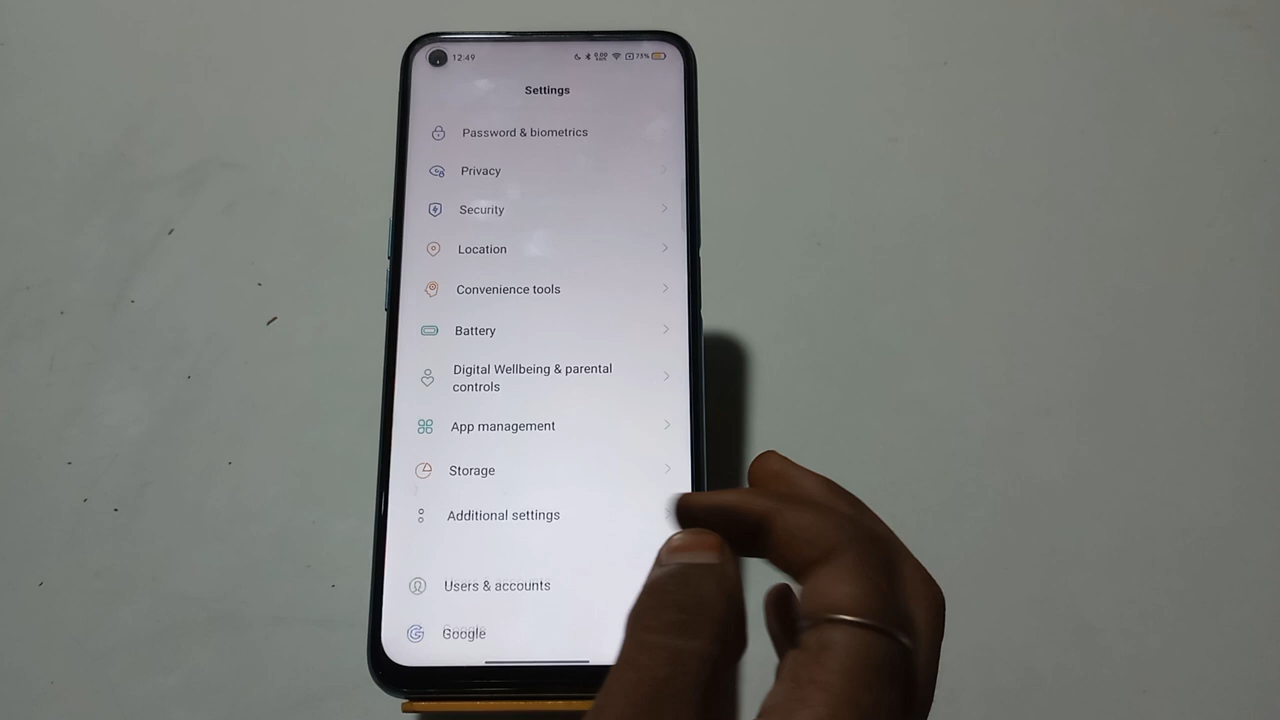 12:49
75%
Settings
Password & biometrics
Privacy
Security
Location
Convenience tools
Battery
Digital Wellbeing & parental
controls
App management
Storage
Additional settings
Users & accounts
Google